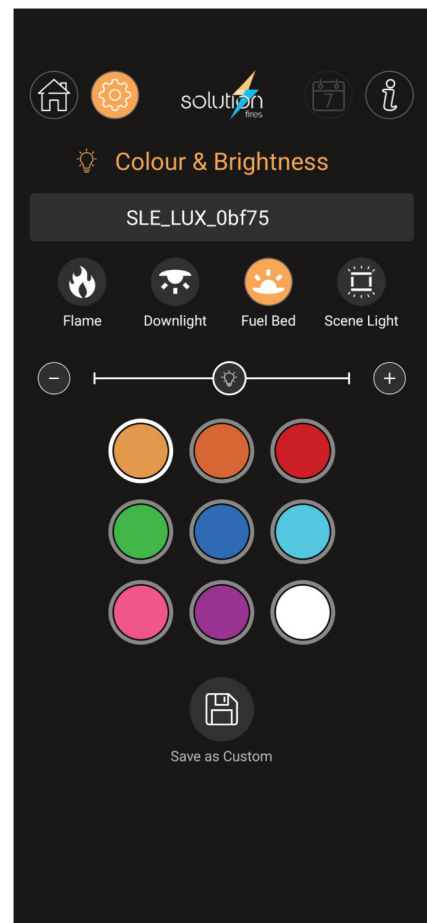 solution
fires
7
i
Colour & Brightness
SLE_LUX_0bf75
Flame
Downlight
Fuel Bed
Scene Light
Save as Custom